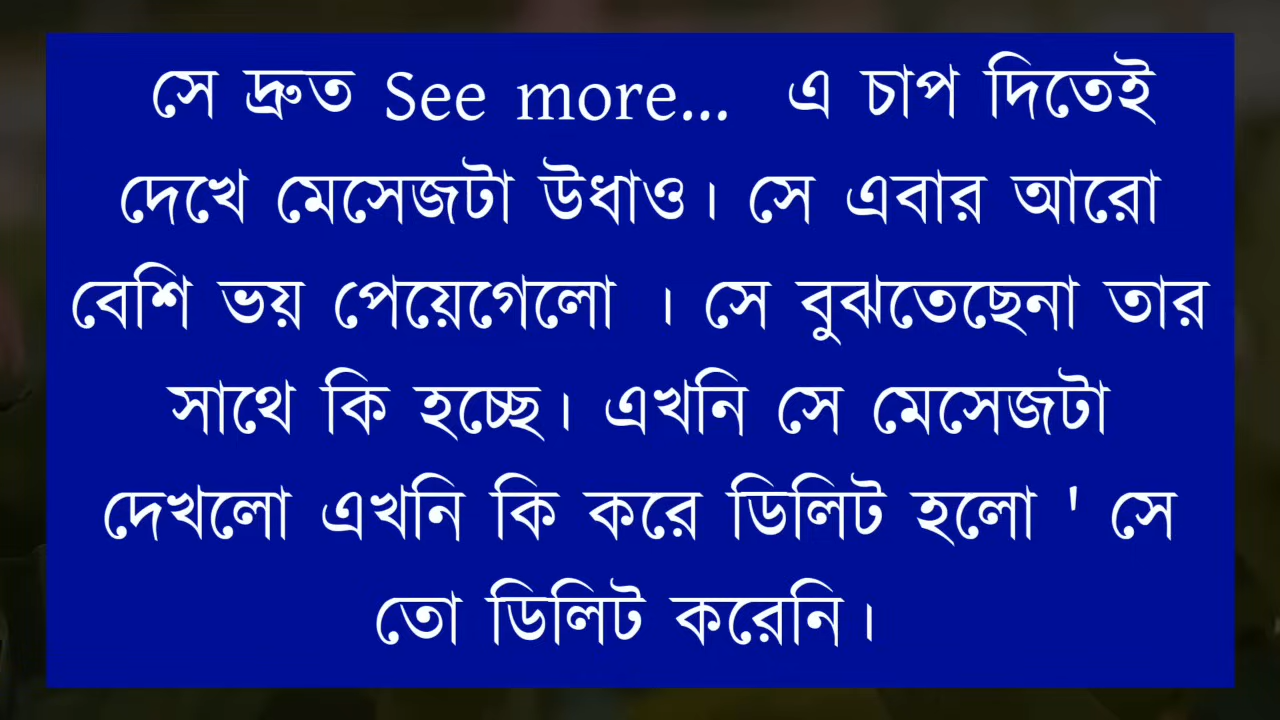 সে দ্রুত See more... এ চাপ দিতেই
দেখে মেসেজটা উধাও। সে এবার আরো
বেশি ভয় পেয়েগেলো । সে বুঝতেছেনা তার
সাথে কি হচ্ছে। এখনি সে মেসেজটা
দেখলো এখনি কি করে ডিলিট হলো ' সে
তো ডিলিট করেনি।